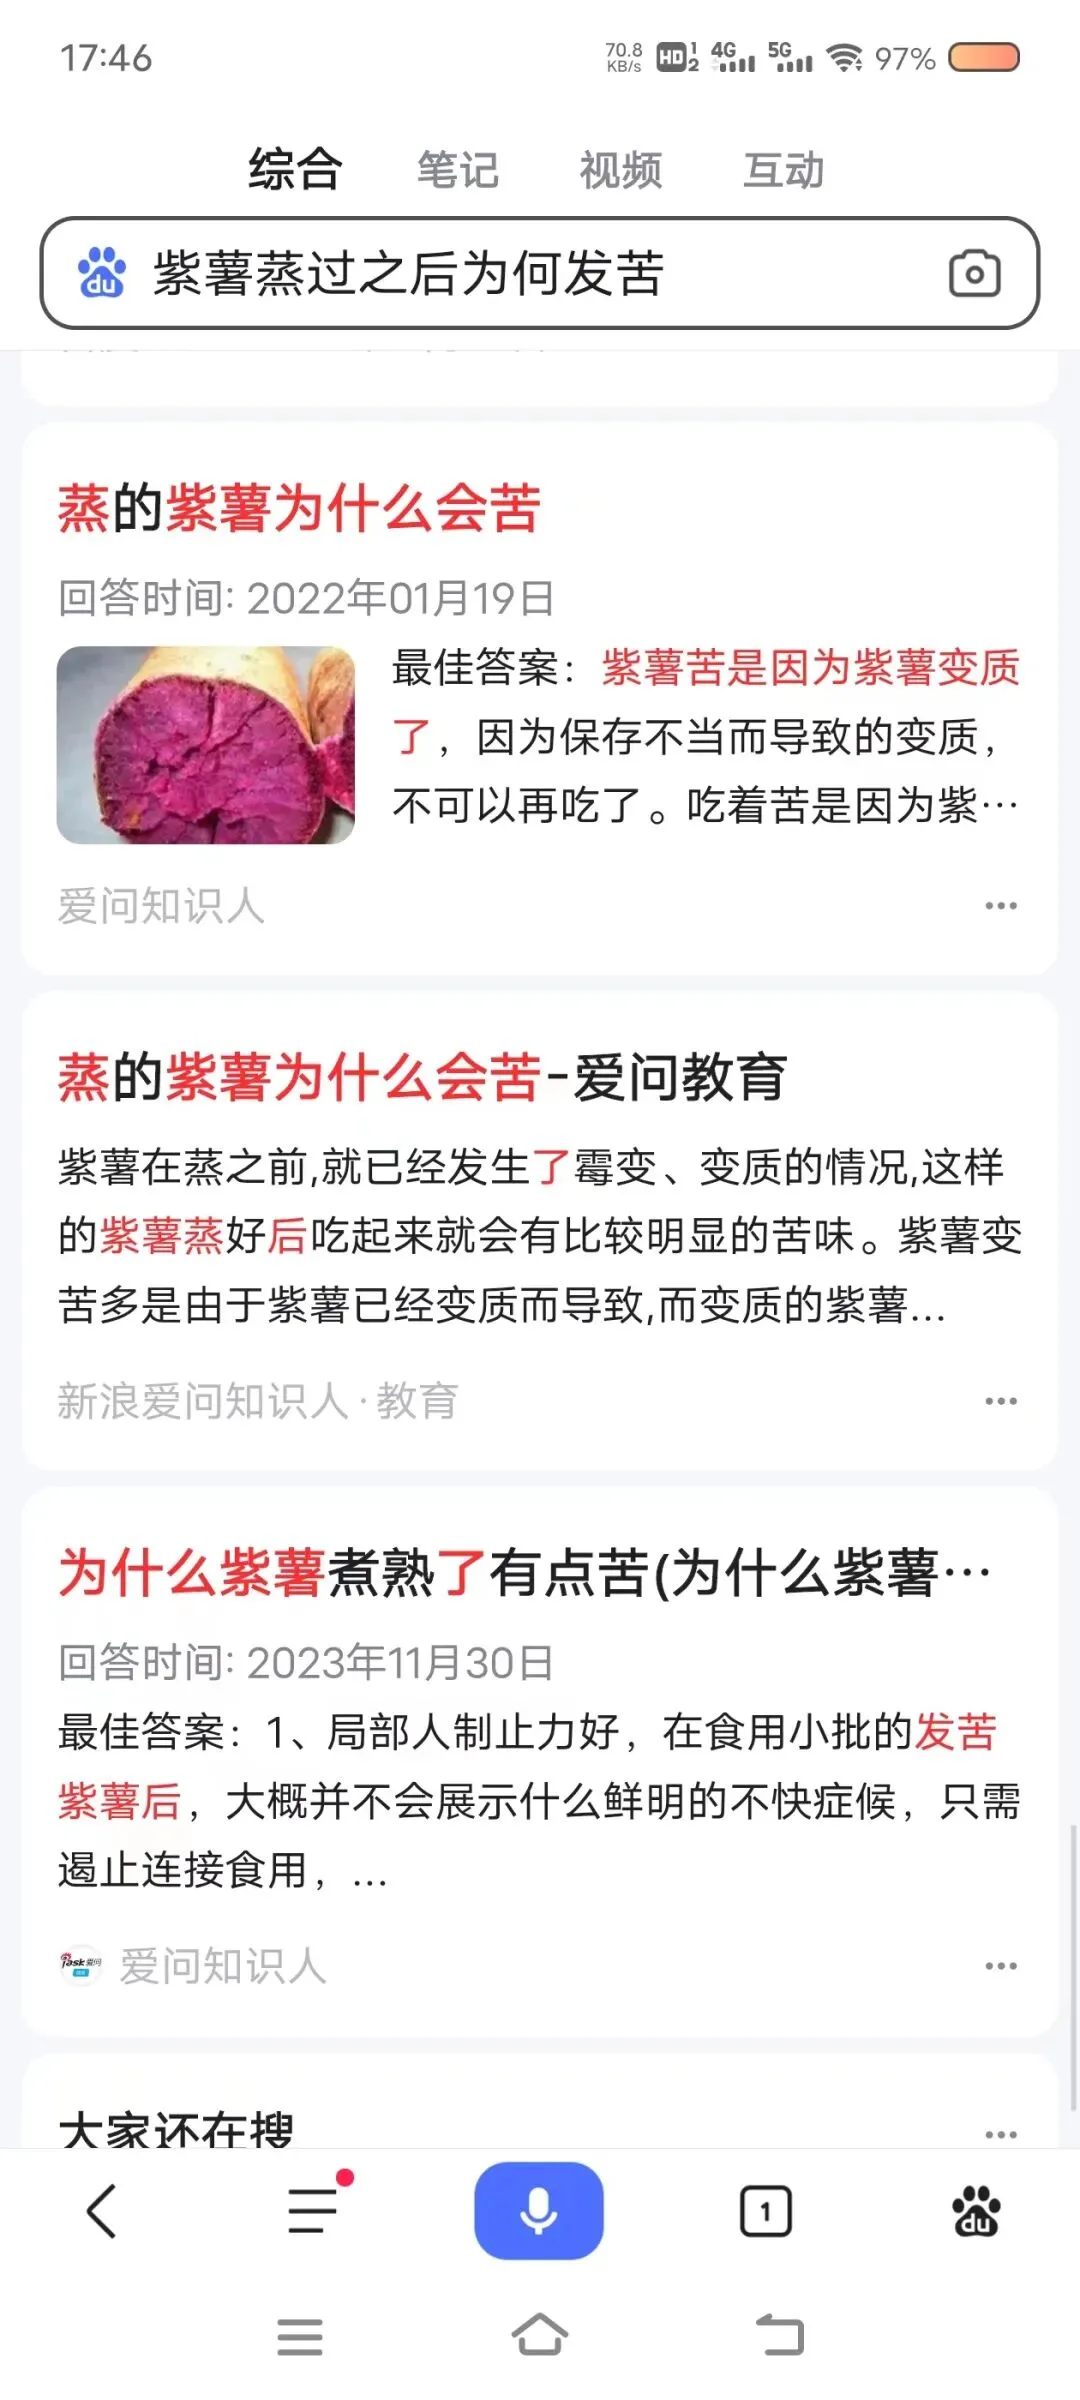 17:46
70.8 KB/s HD 1 2 4G 5G 97%
综合 笔记 视频 互动
du 紫薯蒸过之后为何发苦
蒸的紫薯为什么会苦
回答时间: 2022年01月19日
最佳答案：紫薯苦是因为紫薯变质
了，因为保存不当而导致的变质，
不可以再吃了。吃着苦是因为紫…
爱问知识人
蒸的紫薯为什么会苦-爱问教育
紫薯在蒸之前,就已经发生了霉变、变质的情况,这样
的紫薯蒸好后吃起来就会有比较明显的苦味。紫薯变
苦多是由于紫薯已经变质而导致,而变质的紫薯...
新浪爱问知识人·教育
为什么紫薯煮熟了有点苦(为什么紫薯…
回答时间: 2023年11月30日
最佳答案：1、局部人制止力好，在食用小批的发苦
紫薯后，大概并不会展示什么鲜明的不快症候，只需
遏止连接食用，...
iask爱问
爱问知识人
大家还在搜
1
du